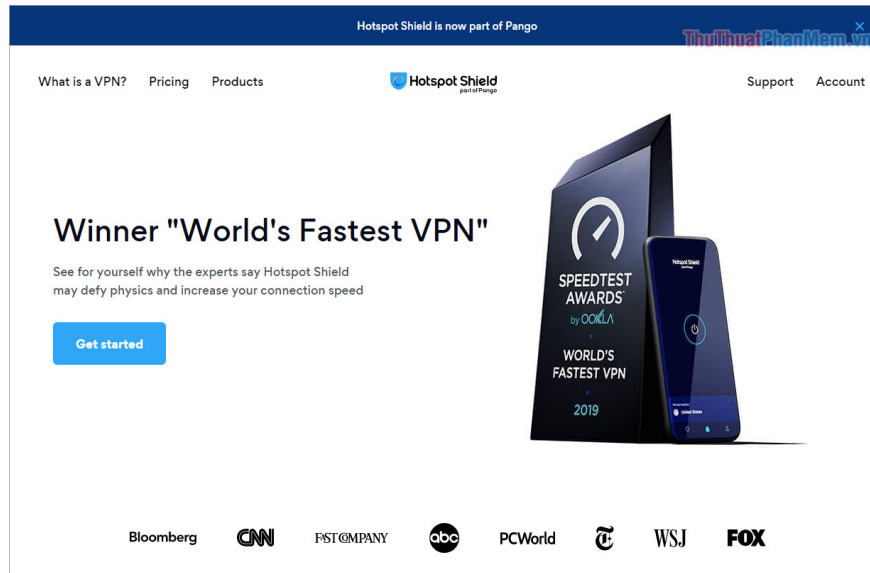 Hotspot Shield is now part of Pango
ThuThuatPhanMem.vn
What is a VPN? Pricing Products
Hotspot Shield
part of Pango
Support Account
Winner "World's Fastest VPN"
See for yourself why the experts say Hotspot Shield
may defy physics and increase your connection speed
Get started
SPEEDTEST
AWARDS
by OOKLA
WORLD'S
FASTEST VPN
2019
Hotspot Shield
United States
Bloomberg CNN FAST COMPANY abc PCWorld T WSJ FOX